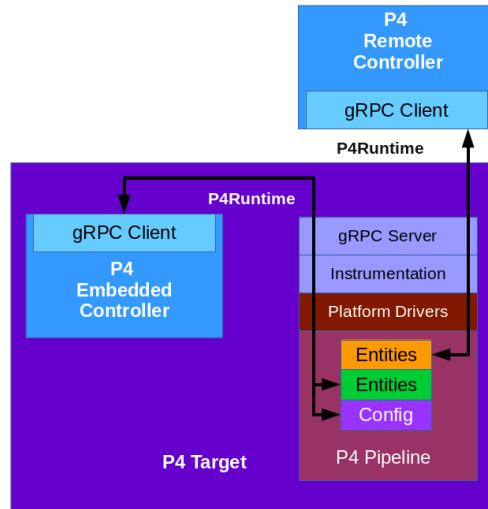 P4
Remote
Controller
gRPC Client
P4Runtime
P4Runtime
gRPC Client
P4
Embedded
Controller
gRPC Server
Instrumentation
Platform Drivers
Entities
Entities
Config
P4 Pipeline
P4 Target